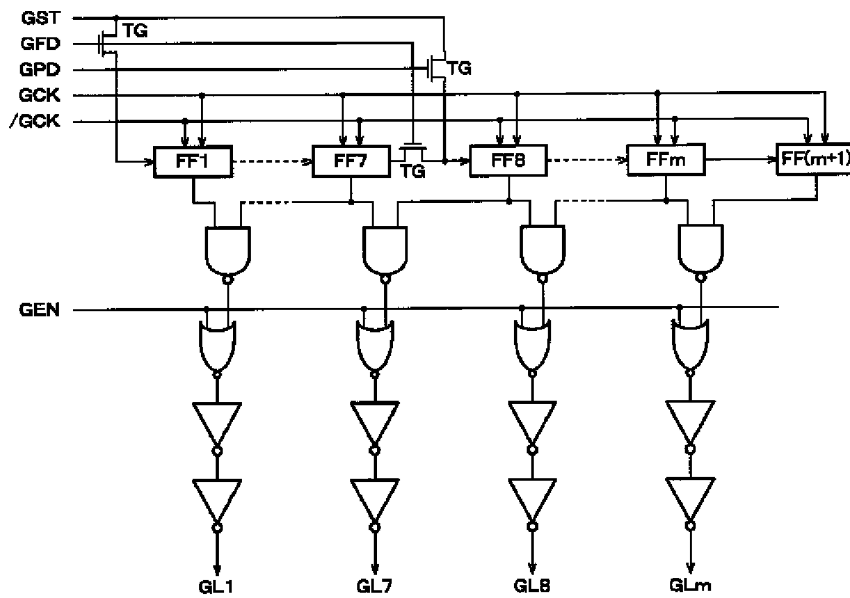 GST
TG
GFD
GPD
TG
GCK
/GCK
FF1
FF7
TG
FF8
FFm
FF(m+1)
GEN
GL1
GL7
GL8
GLm